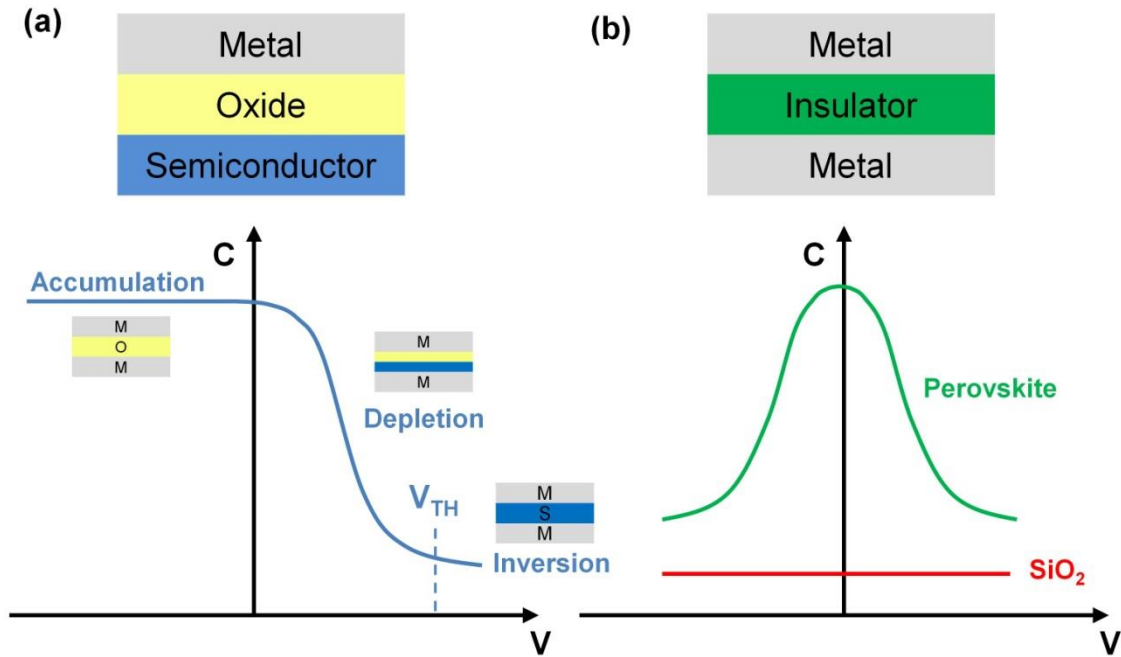 (a)
Metal
Oxide
Semiconductor
C
Accumulation
M
O
M
M
M
Depletion
V_TH
M
S
M
Inversion
V
(b)
Metal
Insulator
Metal
C
Perovskite
SiO₂
V